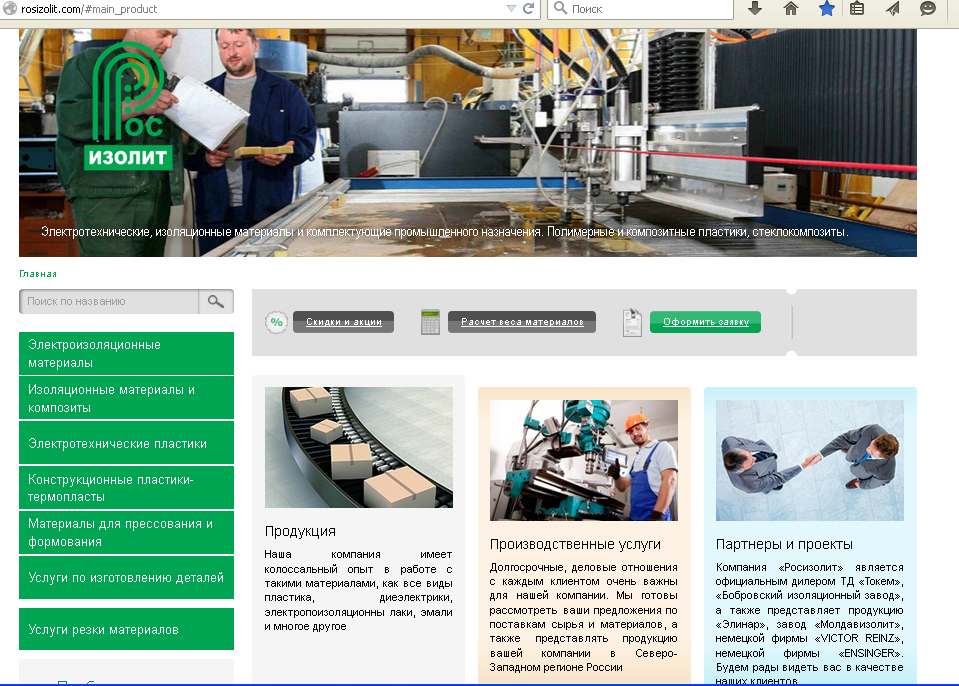 rosizolit.com/#main_product
Поиск
РОС
ИЗОЛИТ
Электротехнические, изоляционные материалы и комплектующие промышленного назначения. Полимерные и композитные пластики, стеклокомпозиты.
Главная
Поиск по названию
%
Скидки и акции
Расчет веса материалов
Оформить заявку
Электроизоляционные
материалы
Изоляционные материалы и
композиты
Электротехнические пластики
Конструкционные пластики-
термопласты
Материалы для прессования и
формования
Услуги по изготовлению деталей
Услуги резки материалов
Продукция
Наша компания имеет
колоссальный опыт в работе с
такими материалами, как все виды
пластика, диеэлектрики,
электропоизоляционны лаки, эмали
и многое другое
Производственные услуги
Долгосрочные, деловые отношения
с каждым клиентом очень важны
для нашей компании. Мы готовы
рассмотреть ваши предложения по
поставкам сырья и материалов, а
также представлять продукцию
вашей компании в Северо-
Западном регионе России
Партнеры и проекты
Компания «Росизолит» является
официальным дилером ТД «Токем»,
«Бобровский изоляционный завод»,
а также представляет продукцию
«Элинар», завод «Молдавизолит»,
немецкой фирмы «VICTOR REINZ»,
немецкой фирмы «ENSINGER».
Будем рады видеть вас в качестве
наших клиентов